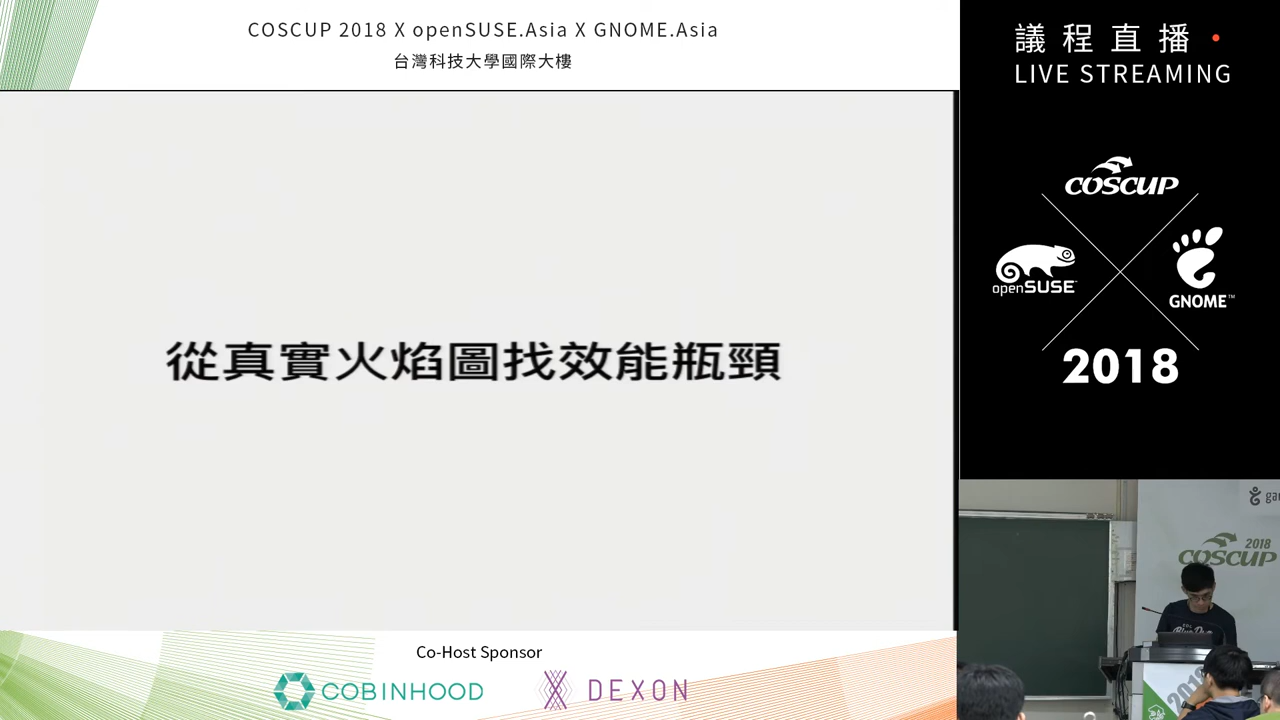 COSCUP 2018 X openSUSE.Asia X GNOME.Asia
台灣科技大學國際大樓
議程直播
LIVE STREAMING
COSCUP
openSUSE
GNOME™
2018
從真實火焰圖找效能瓶頸
2018
COSCUP
Co-Host Sponsor
COBINHOOD
DEXON